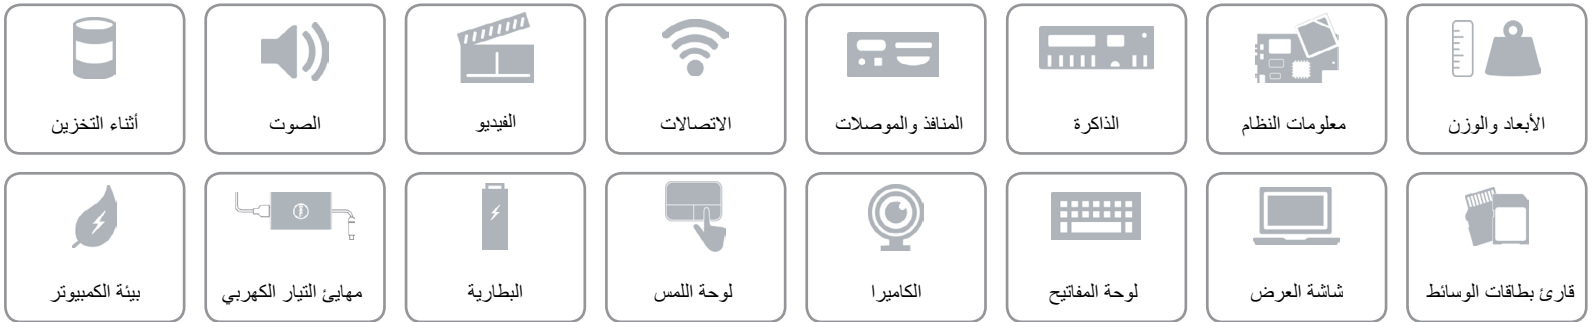 الأبعاد والوزن
معلومات النظام
الذاكرة
المنافذ والموصلات
الاتصالات
الفيديو
الصوت
أثناء التخزين
قارئ بطاقات الوسائط
شاشة العرض
لوحة المفاتيح
الكاميرا
لوحة اللمس
البطارية
مهايئ التيار الكهربي
بيئة الكمبيوتر